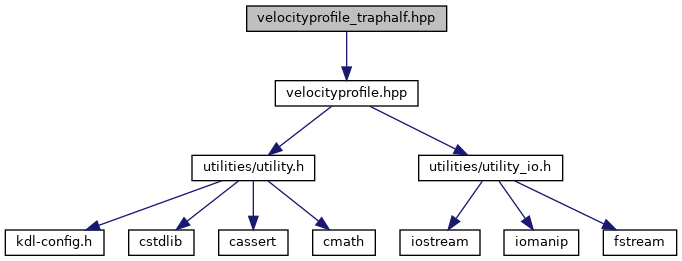 velocityprofile_traphalf.hpp
velocityprofile.hpp
utilities/utility.h
utilities/utility_io.h
kdl-config.h
cstdlib
cassert
cmath
iostream
iomanip
fstream